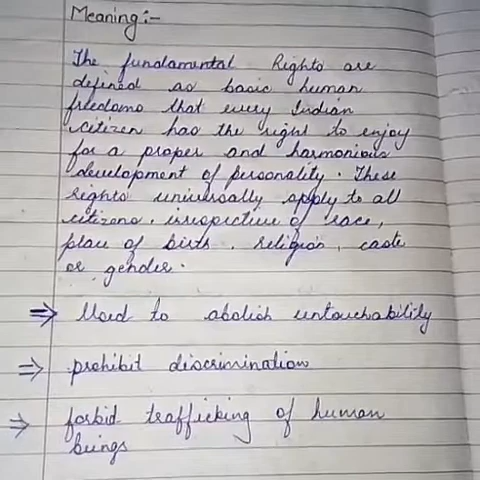 Meaning:-
The fundamental Rights are
defined as basic human
freedoms that every Indian
citizen has the right to enjoy
for a proper and harmonious
development of personality. These
rights universally apply to all
citizens, irrespective of race,
place of birth, religion, caste
or gender.
⇒ Used to abolish untouchability
⇒ prohibit discrimination
⇒ forbid trafficking of human
beings